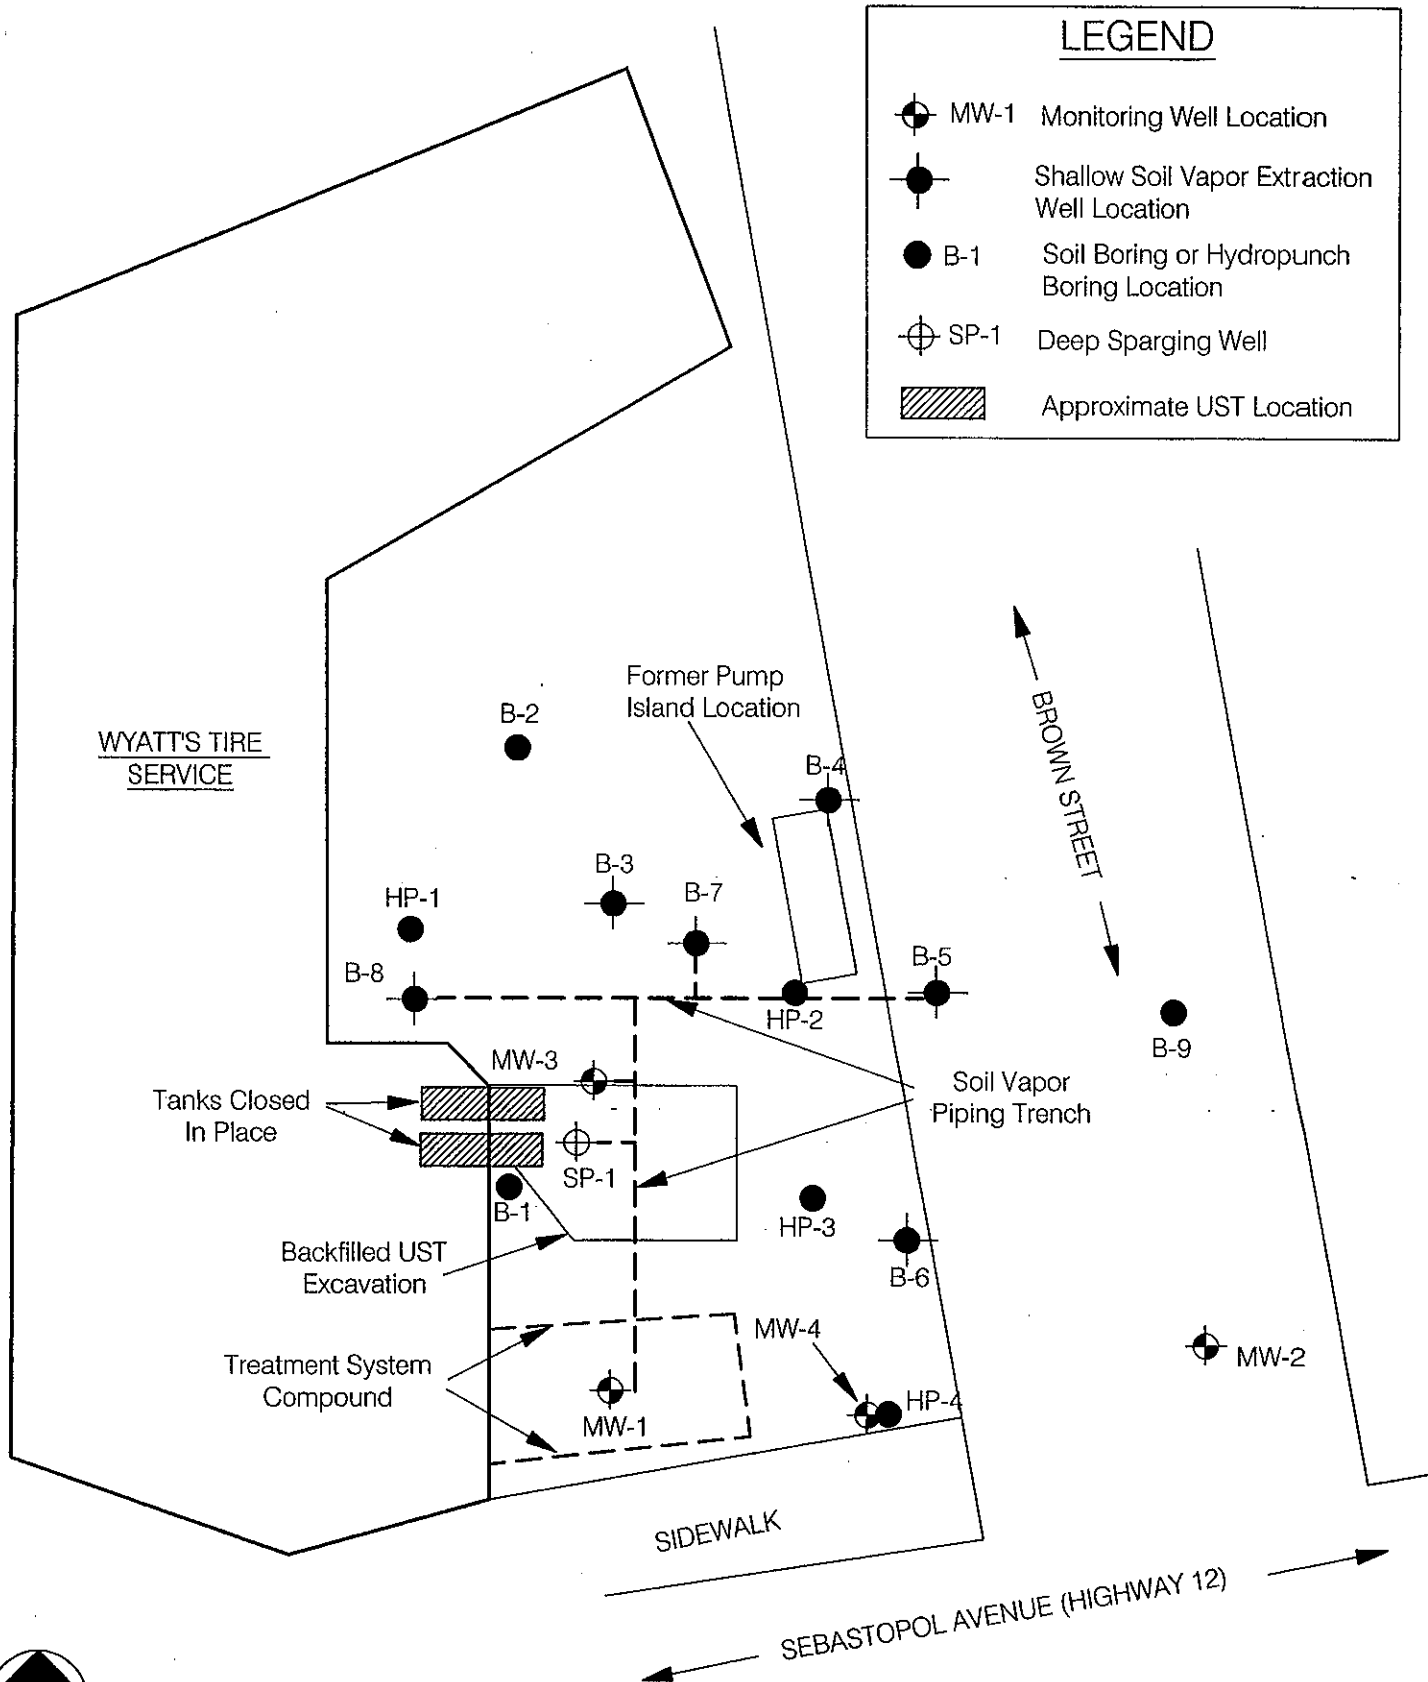 LEGEND
MW-1 Monitoring Well Location
Shallow Soil Vapor Extraction
Well Location
B-1 Soil Boring or Hydropunch
Boring Location
SP-1 Deep Sparging Well
Approximate UST Location
Former Pump
Island Location
BROWN STREET
B-2
WYATT'S TIRE
SERVICE
B-4
B-3
B-7
HP-1
B-5
B-8
HP-2
B-9
MW-3
Soil Vapor
Piping Trench
Tanks Closed
In Place
SP-1
B-1
HP-3
Backfilled UST
Excavation
B-6
MW-4
MW-2
Treatment System
Compound
HP-4
MW-1
SIDEWALK
SEBASTOPOL AVENUE (HIGHWAY 12)